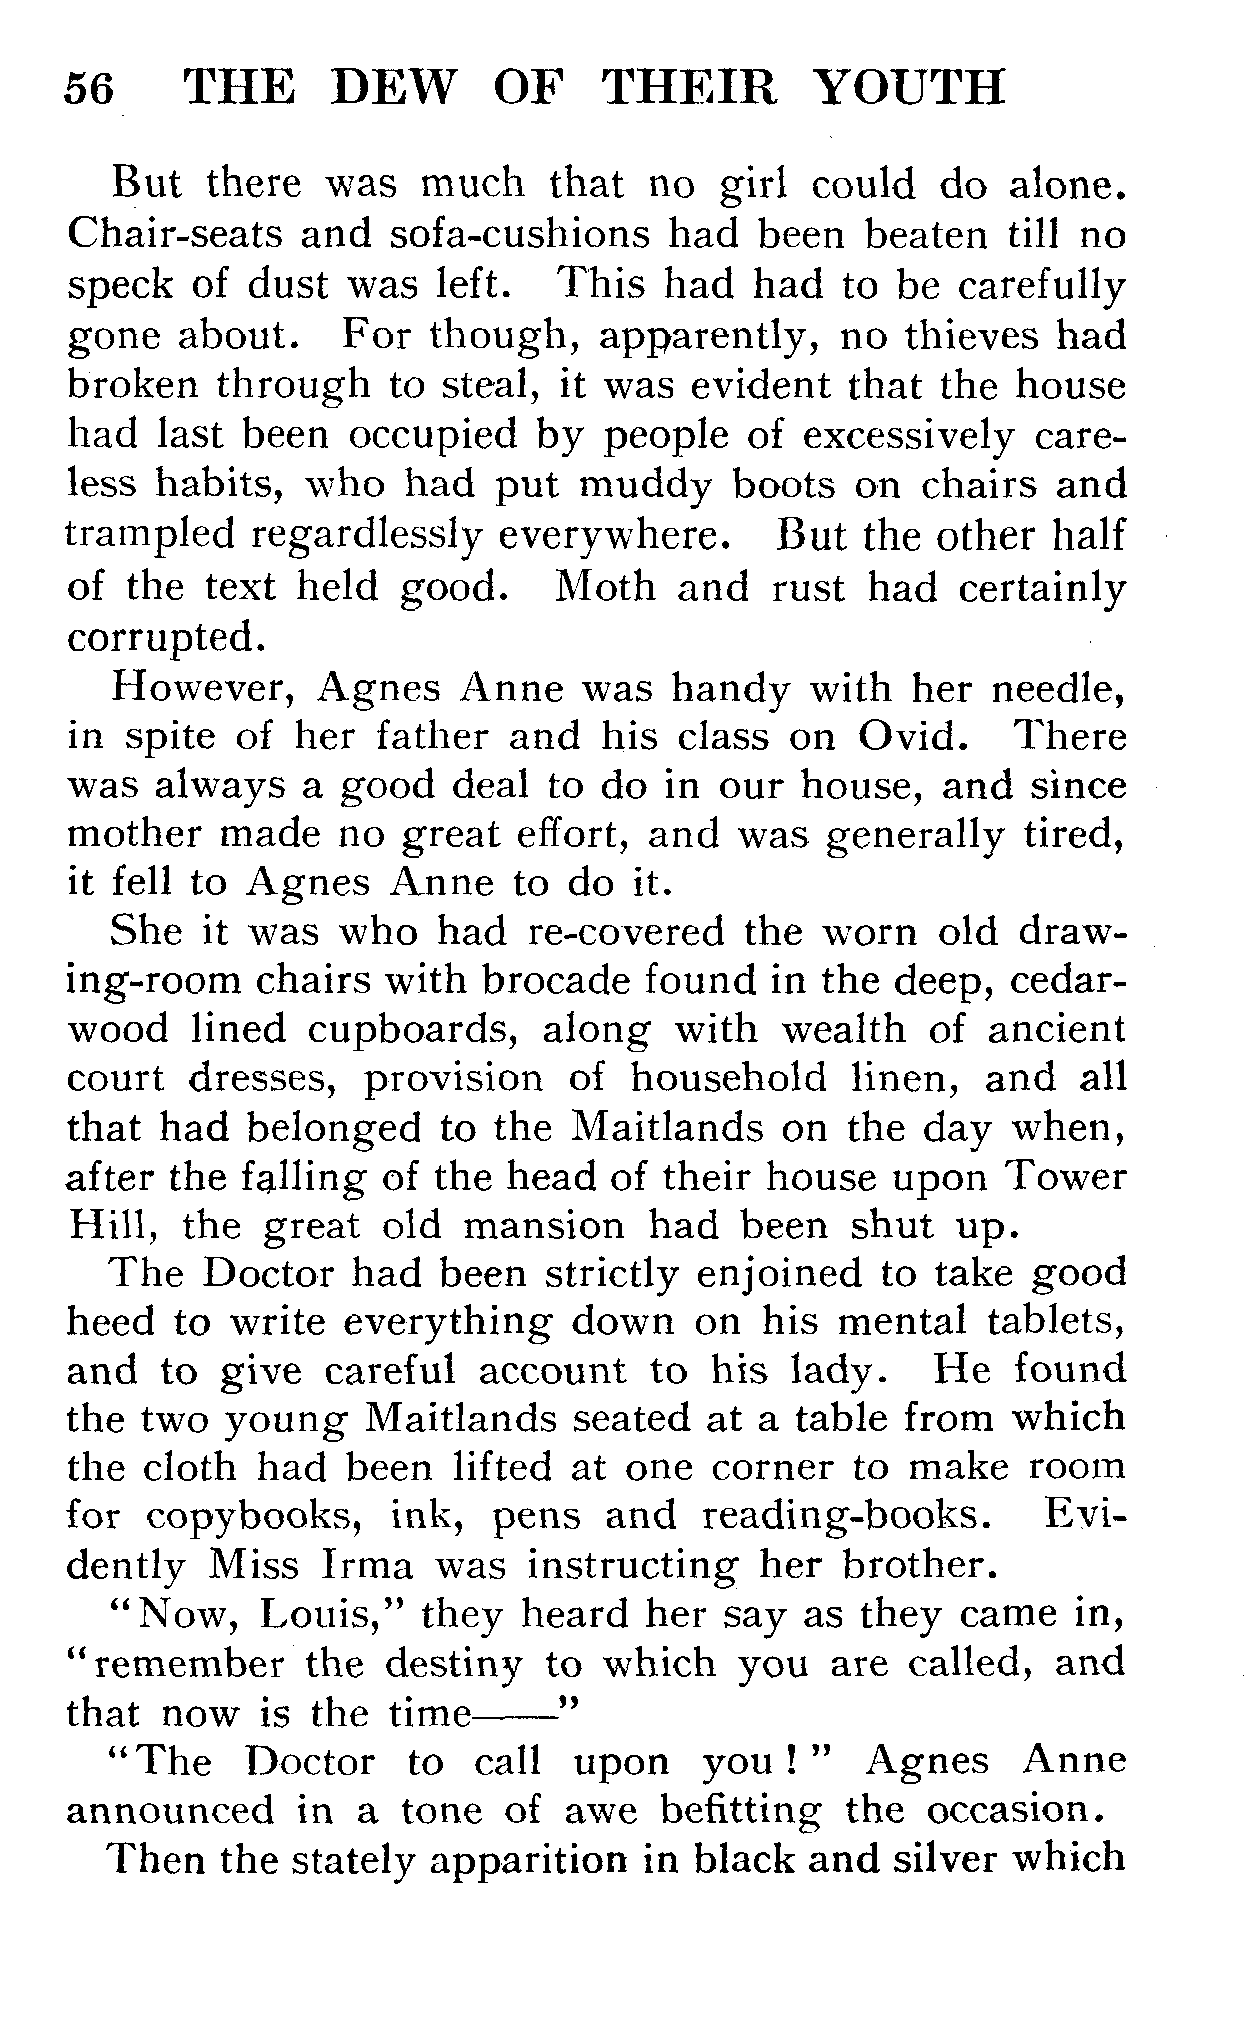 56 THE DEW OF THEIR YOUTH
But there was much that no girl could do alone.
Chair-seats and sofa-cushions had been beaten till no
speck of dust was left. This had had to be carefully
gone about. For though, apparently, no thieves had
broken through to steal, it was evident that the house
had last been occupied by people of excessively care-
less habits, who had put muddy boots on chairs and
trampled regardlessly everywhere. But the other half
of the text held good. Moth and rust had certainly
corrupted.
However, Agnes Anne was handy with her needle,
in spite of her father and his class on Ovid. There
was always a good deal to do in our house, and since
mother made no great effort, and was generally tired,
it fell to Agnes Anne to do it.
She it was who had re-covered the worn old draw-
ing-room chairs with brocade found in the deep, cedar-
wood lined cupboards, along with wealth of ancient
court dresses, provision of household linen, and all
that had belonged to the Maitlands on the day when,
after the falling of the head of their house upon Tower
Hill, the great old mansion had been shut up.
The Doctor had been strictly enjoined to take good
heed to write everything down on his mental tablets,
and to give careful account to his lady. He found
the two young Maitlands seated at a table from which
the cloth had been lifted at one corner to make room
for copybooks, ink, pens and reading-books. Evi-
dently Miss Irma was instructing her brother.
"Now, Louis," they heard her say as they came in,
"remember the destiny to which you are called, and
that now is the time——"
"The Doctor to call upon you!" Agnes Anne
announced in a tone of awe befitting the occasion.
Then the stately apparition in black and silver which